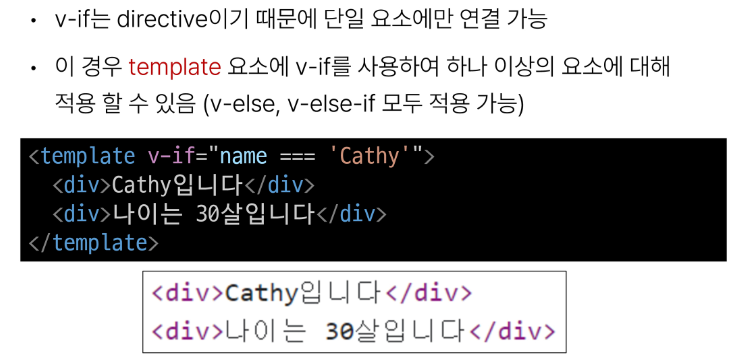 • v-if는 directive이기 때문에 단일 요소에만 연결 가능
• 이 경우 template 요소에 v-if를 사용하여 하나 이상의 요소에 대해
적용 할 수 있음 (v-else, v-else-if 모두 적용 가능)
<template v-if="name === 'Cathy'">
  <div>Cathy입니다</div>
  <div>나이는 30살입니다</div>
</template>
<div>Cathy입니다</div>
<div>나이는 30살입니다</div>